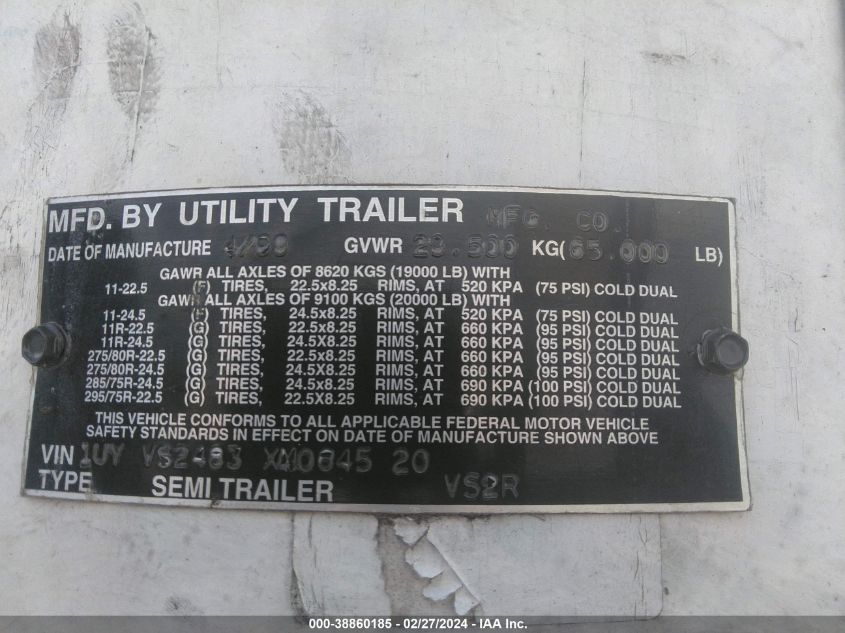 MFD. BY UTILITY TRAILER MFG. CO.
DATE OF MANUFACTURE 4/99 GVWR 29.500 KG(65.000 LB)
GAWR ALL AXLES OF 8620 KGS (19000 LB) WITH
11-22.5 (F) TIRES, 22.5x8.25 RIMS, AT 520 KPA (75 PSI) COLD DUAL
GAWR ALL AXLES OF 9100 KGS (20000 LB) WITH
11-24.5 (F) TIRES, 24.5x8.25 RIMS, AT 520 KPA (75 PSI) COLD DUAL
11R-22.5 (G) TIRES, 22.5x8.25 RIMS, AT 660 KPA (95 PSI) COLD DUAL
11R-24.5 (G) TIRES, 24.5X8.25 RIMS, AT 660 KPA (95 PSI) COLD DUAL
275/80R-22.5 (G) TIRES, 22.5x8.25 RIMS, AT 660 KPA (95 PSI) COLD DUAL
275/80R-24.5 (G) TIRES, 24.5X8.25 RIMS, AT 660 KPA (95 PSI) COLD DUAL
285/75R-24.5 (G) TIRES, 24.5x8.25 RIMS, AT 690 KPA (100 PSI) COLD DUAL
295/75R-22.5 (G) TIRES, 22.5X8.25 RIMS, AT 690 KPA (100 PSI) COLD DUAL
THIS VEHICLE CONFORMS TO ALL APPLICABLE FEDERAL MOTOR VEHICLE
SAFETY STANDARDS IN EFFECT ON DATE OF MANUFACTURE SHOWN ABOVE
VIN 1UY VS2483 XM0645 20
TYPE SEMI TRAILER VS2R
000-38860185 - 02/27/2024 - IAA Inc.